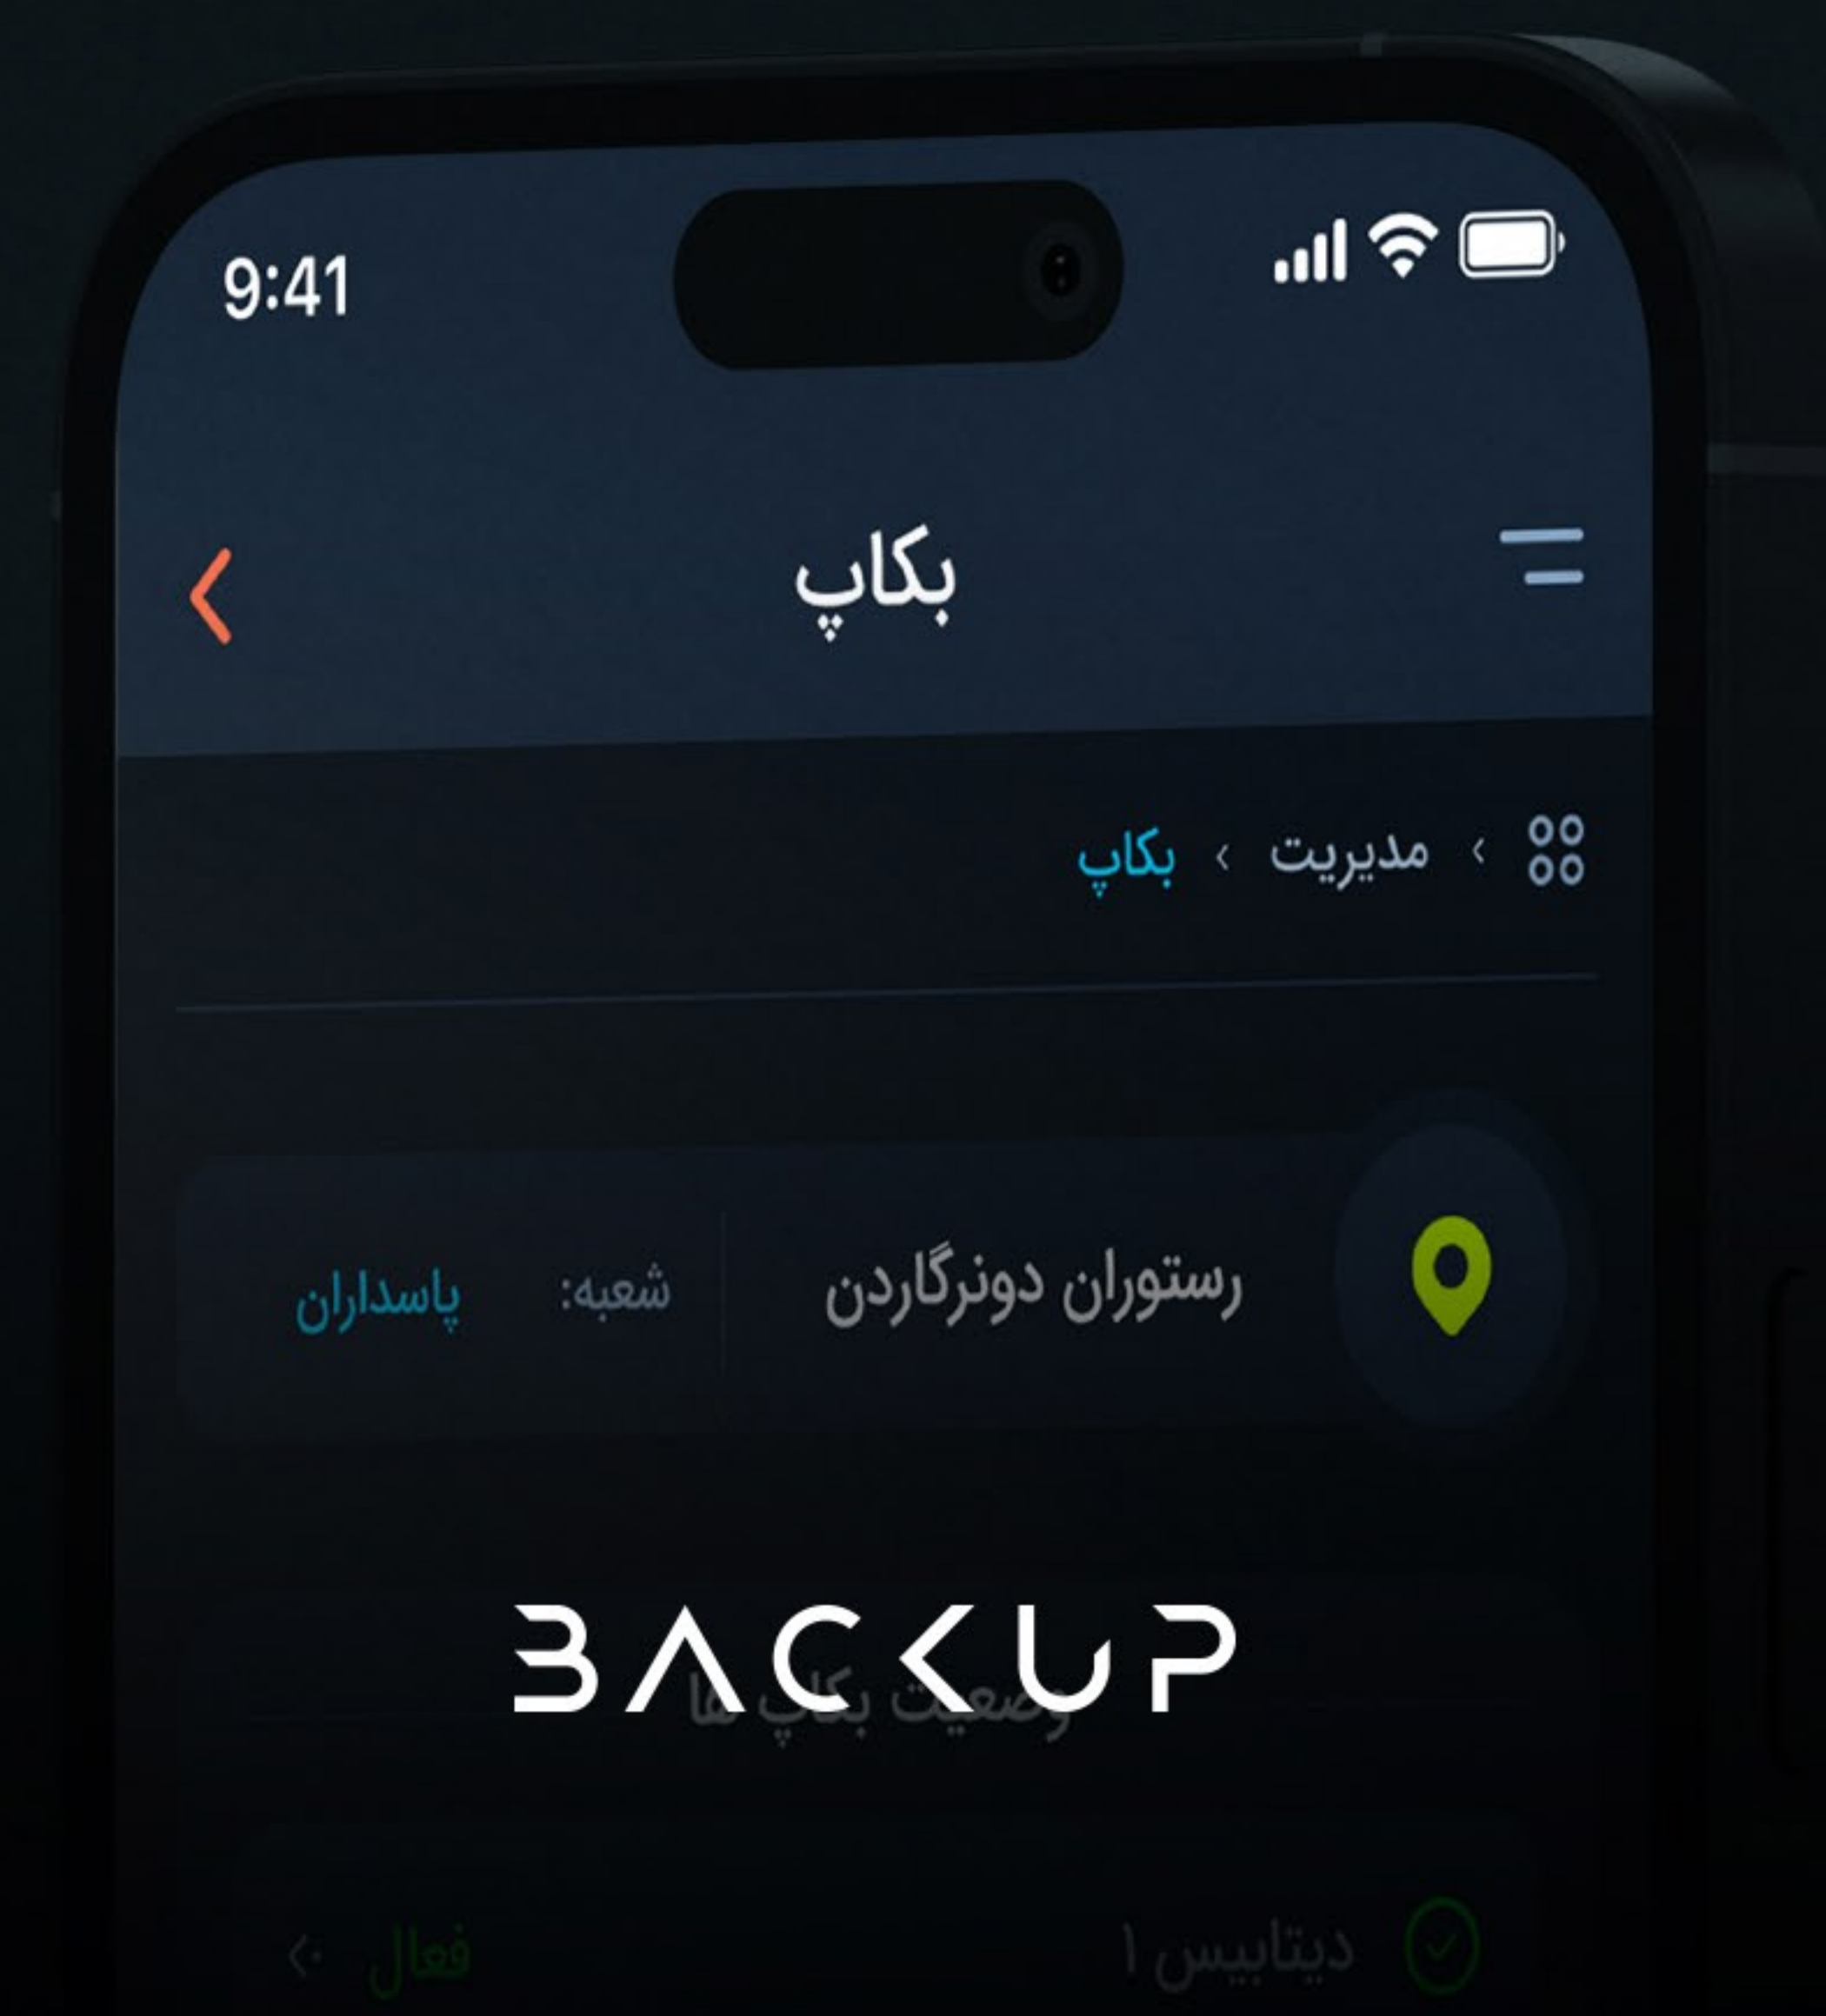 9:41
بکاپ
مدیریت › بکاپ
رستوران دونرگاردن
شعبه: پاسداران
BACKUP
وضعیت بکاپ ها
دیتابیس ۱
فعال